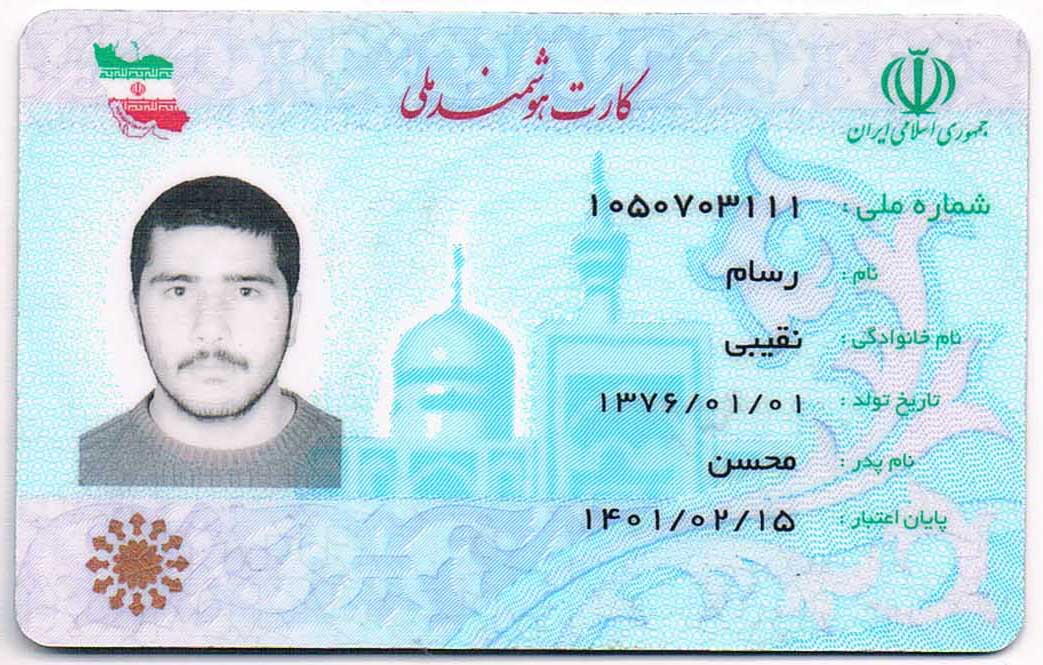 کارت هوشمند ملی
جمهوری اسلامی ایران
شماره ملی : ۱۰۵۰۷۰۳۱۱۱
نام : رسام
نام خانوادگی : نقیبی
تاریخ تولد : ۱۳۷۶/۰۱/۰۱
نام پدر : محسن
پایان اعتبار : ۱۴۰۱/۰۲/۱۵